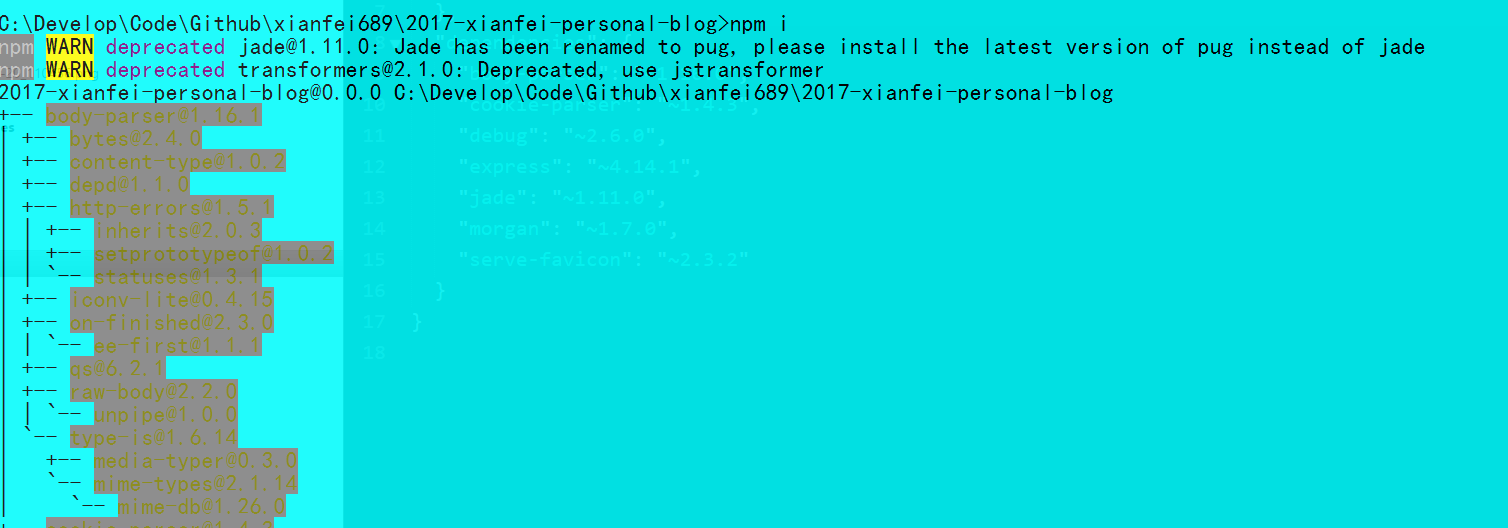 C:\Develop\Code\Github\xianfei689\2017-xianfei-personal-blog>npm i
npm WARN deprecated jade@1.11.0: Jade has been renamed to pug, please install the latest version of pug instead of jade
npm WARN deprecated transformers@2.1.0: Deprecated, use jstransformer
2017-xianfei-personal-blog@0.0.0 C:\Develop\Code\Github\xianfei689\2017-xianfei-personal-blog
+-- body-parser@1.16.1
| +-- bytes@2.4.0
| +-- content-type@1.0.2
| +-- depd@1.1.0
| +-- http-errors@1.5.1
| | +-- inherits@2.0.3
| | +-- setprototypeof@1.0.2
| | `-- statuses@1.3.1
| +-- iconv-lite@0.4.15
| +-- on-finished@2.3.0
| | `-- ee-first@1.1.1
| +-- qs@6.2.1
| +-- raw-body@2.2.0
| | `-- unpipe@1.0.0
| `-- type-is@1.6.14
|   +-- media-typer@0.3.0
|   `-- mime-types@2.1.14
|     `-- mime-db@1.26.0
11 "debug": "~2.6.0",
12 "express": "~4.14.1",
13 "jade": "~1.11.0",
14 "morgan": "~1.7.0",
15 "serve-favicon": "~2.3.2"
16 }
17 }
18